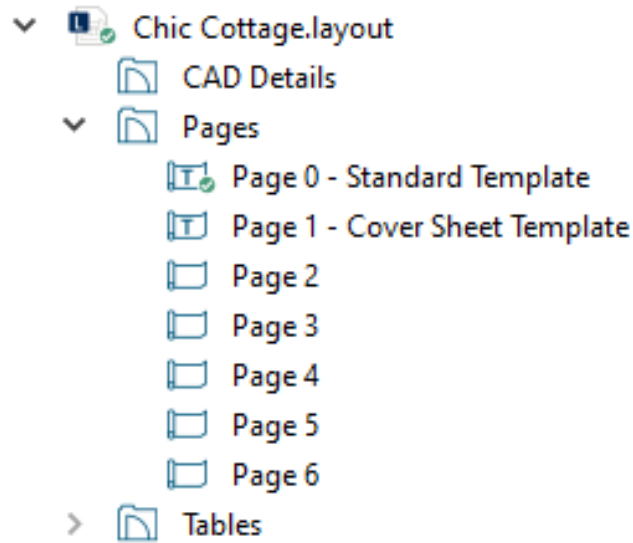 Chic Cottage.layout
CAD Details
Pages
Page 0 - Standard Template
Page 1 - Cover Sheet Template
Page 2
Page 3
Page 4
Page 5
Page 6
Tables